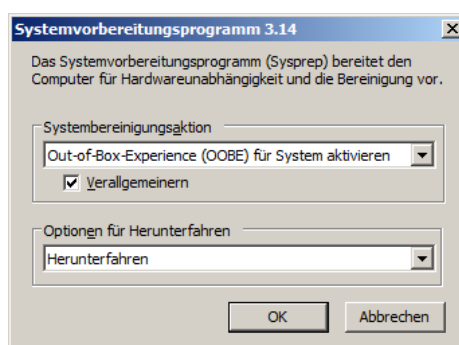 Systemvorbereitungsprogramm 3.14
Das Systemvorbereitungsprogramm (Sysprep) bereitet den
Computer für Hardwareunabhängigkeit und die Bereinigung vor.
Systembereinigungsaktion
Out-of-Box-Experience (OOBE) für System aktivieren
Verallgemeinern
Optionen für Herunterfahren
Herunterfahren
OK Abbrechen